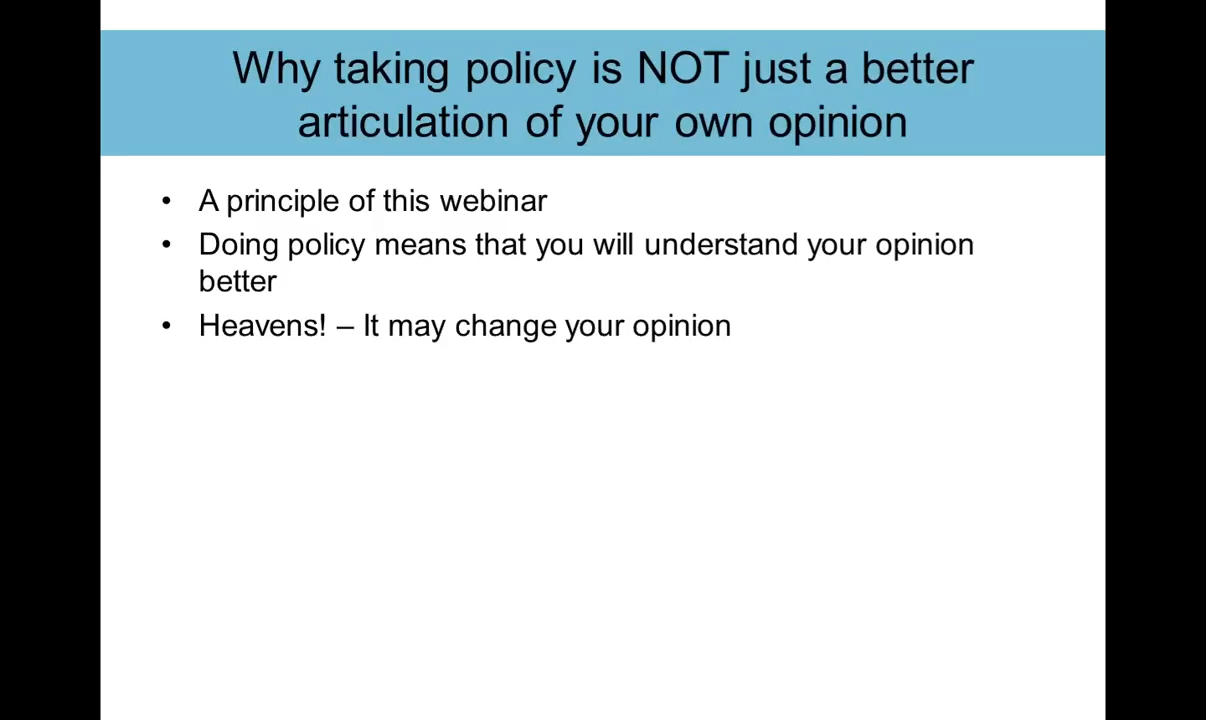 Why taking policy is NOT just a better
articulation of your own opinion
• A principle of this webinar
• Doing policy means that you will understand your opinion
better
• Heavens! – It may change your opinion